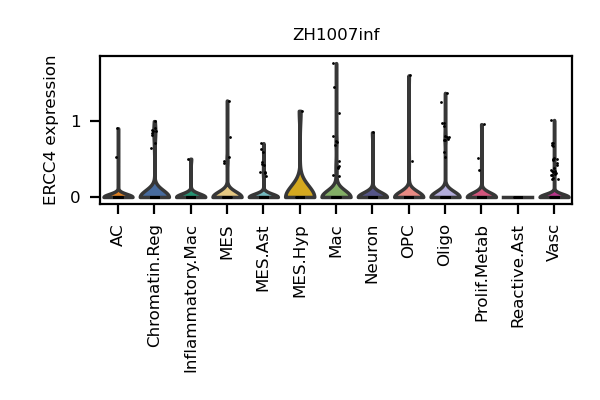 ZH1007inf
ERCC4 expression
1
0
AC
Chromatin.Reg
Inflammatory.Mac
MES
MES.Ast
MES.Hyp
Mac
Neuron
OPC
Oligo
Prolif.Metab
Reactive.Ast
Vasc